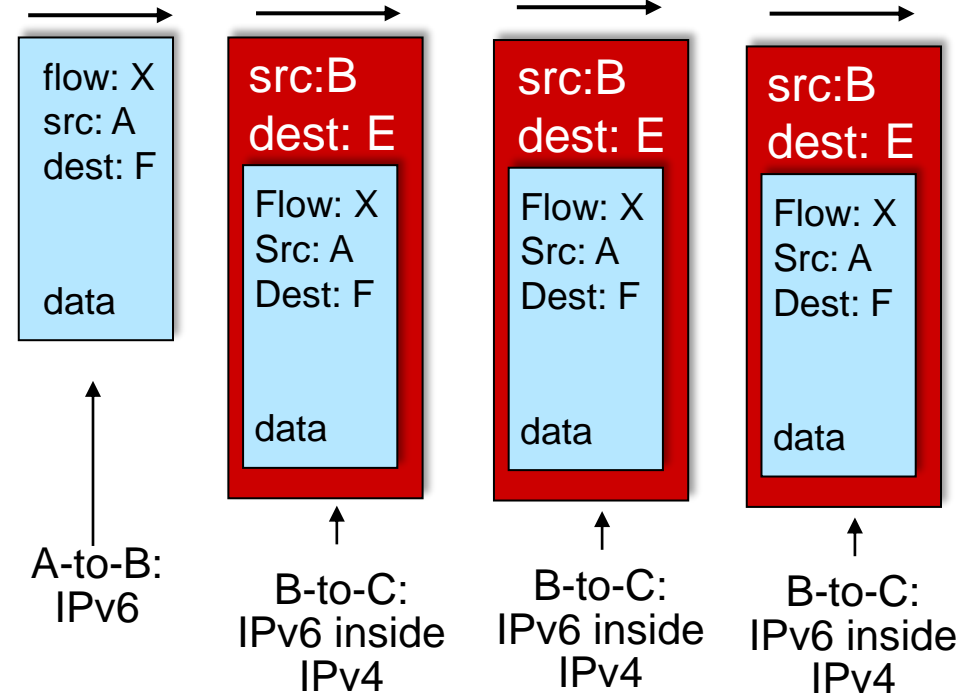 flow: X
src: A
dest: F
data
A-to-B:
IPv6
src:B
dest: E
Flow: X
Src: A
Dest: F
data
B-to-C:
IPv6 inside
IPv4
src:B
dest: E
Flow: X
Src: A
Dest: F
data
B-to-C:
IPv6 inside
IPv4
src:B
dest: E
Flow: X
Src: A
Dest: F
data
B-to-C:
IPv6 inside
IPv4